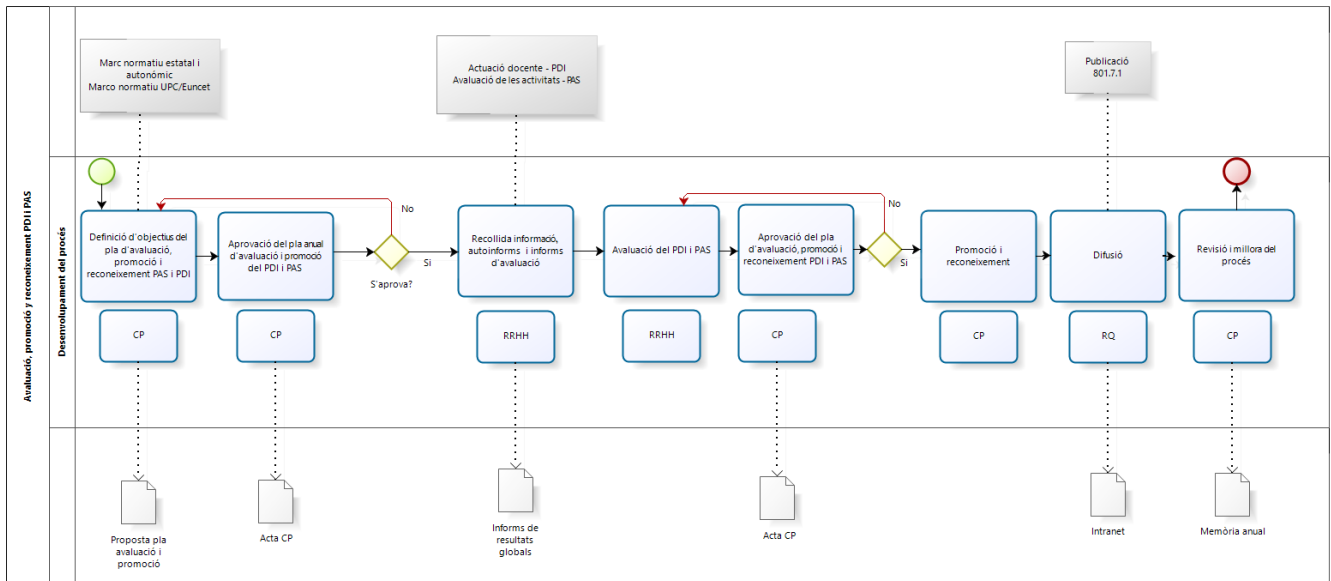 Avaluació, promoció y reconeixement PDI i PAS
Desenvolupament del procés
Marc normatiu estatal i
autonómic
Marco normatiu UPC/Euncet
Actuació docente - PDI
Avaluació de les activitats - PAS
Publicació
801.7.1
Definició d'objectius del
pla d'avaluació,
promoció i
reconeixement PAS i PDI
Aprovació del pla anual
d'avaluació i promoció
del PDI i PAS
No
Si
S'aprova?
Recollida informació,
autoinforms i informs
d'avaluació
Avaluació del PDI i PAS
Aprovació del pla
d'avaluació, promoció i
reconeixement PDI i PAS
No
Si
Promoció i
reconeixement
Difusió
Revisió i millora del
procés
CP
CP
RRHH
RRHH
CP
CP
RQ
CP
Proposta pla
avaluació i
promoció
Acta CP
Informs de
resultats
globals
Acta CP
Intranet
Memòria anual